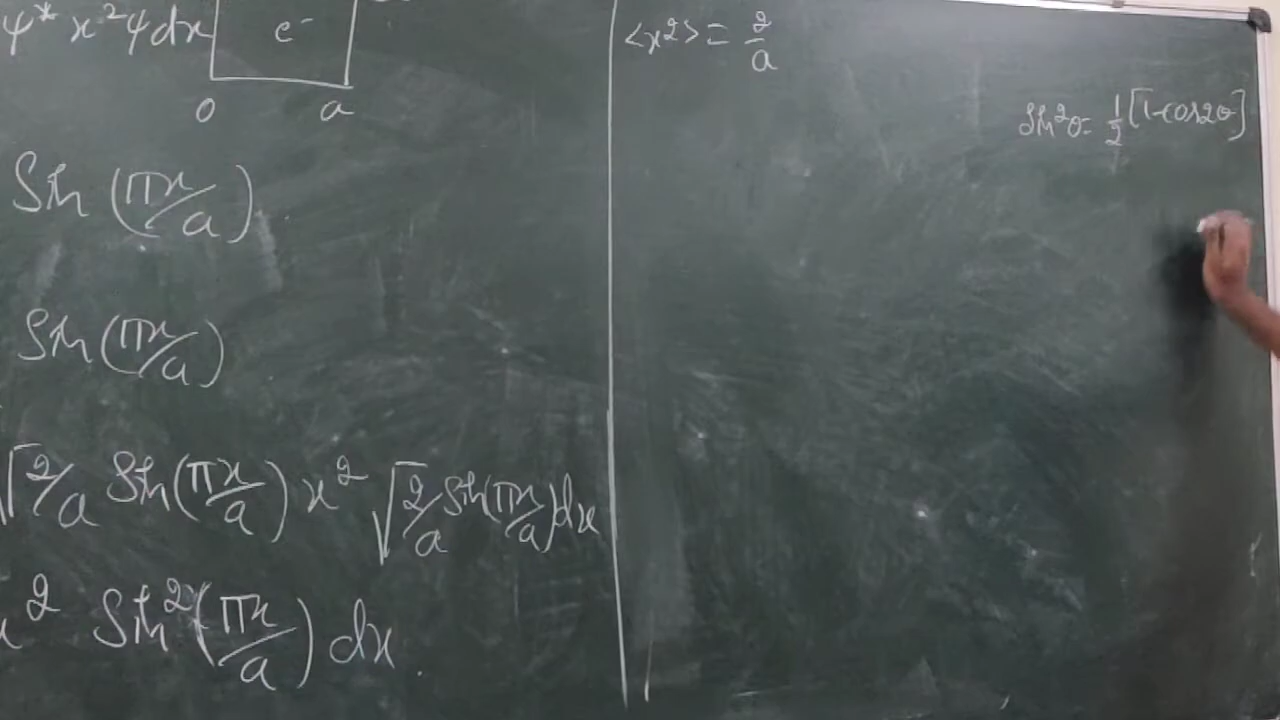 ψ* x² ψ dx
e⁻
0 a
Sin (πx/a)
Sin (πx/a)
√2/a Sin (πx/a) x² √2/a Sin (πx/a) dx
x² Sin² (πx/a) dx.
<x²> = 2/a
Sin²θ = 1/2 [1-cos2θ]